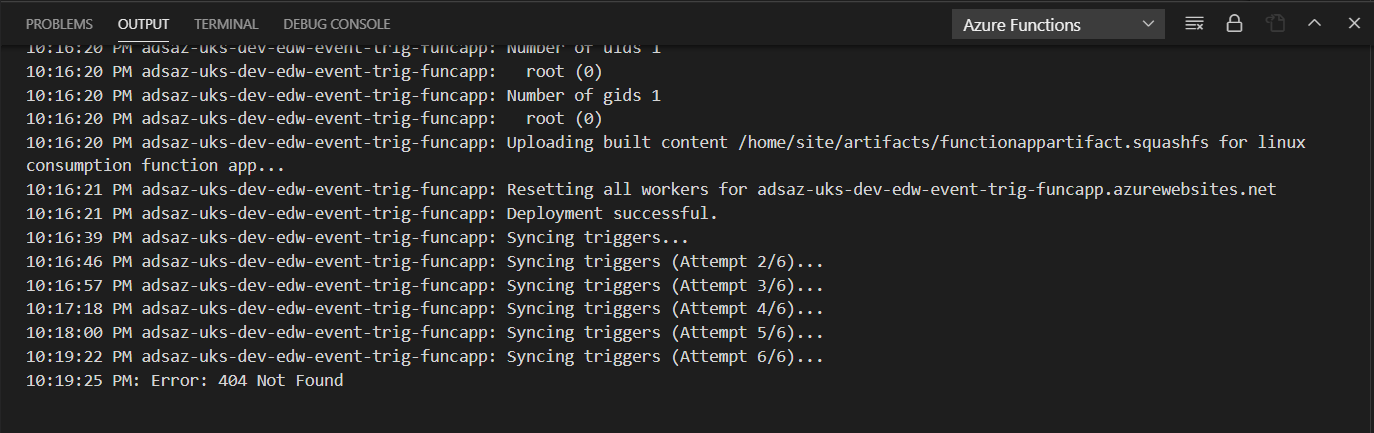 PROBLEMS OUTPUT TERMINAL DEBUG CONSOLE Azure Functions
10:16:20 PM adsaz-uks-dev-edw-event-trig-funcapp: Number of uids 1
10:16:20 PM adsaz-uks-dev-edw-event-trig-funcapp:   root (0)
10:16:20 PM adsaz-uks-dev-edw-event-trig-funcapp: Number of gids 1
10:16:20 PM adsaz-uks-dev-edw-event-trig-funcapp:   root (0)
10:16:20 PM adsaz-uks-dev-edw-event-trig-funcapp: Uploading built content /home/site/artifacts/functionappartifact.squashfs for linux
consumption function app...
10:16:21 PM adsaz-uks-dev-edw-event-trig-funcapp: Resetting all workers for adsaz-uks-dev-edw-event-trig-funcapp.azurewebsites.net
10:16:21 PM adsaz-uks-dev-edw-event-trig-funcapp: Deployment successful.
10:16:39 PM adsaz-uks-dev-edw-event-trig-funcapp: Syncing triggers...
10:16:46 PM adsaz-uks-dev-edw-event-trig-funcapp: Syncing triggers (Attempt 2/6)...
10:16:57 PM adsaz-uks-dev-edw-event-trig-funcapp: Syncing triggers (Attempt 3/6)...
10:17:18 PM adsaz-uks-dev-edw-event-trig-funcapp: Syncing triggers (Attempt 4/6)...
10:18:00 PM adsaz-uks-dev-edw-event-trig-funcapp: Syncing triggers (Attempt 5/6)...
10:19:22 PM adsaz-uks-dev-edw-event-trig-funcapp: Syncing triggers (Attempt 6/6)...
10:19:25 PM: Error: 404 Not Found